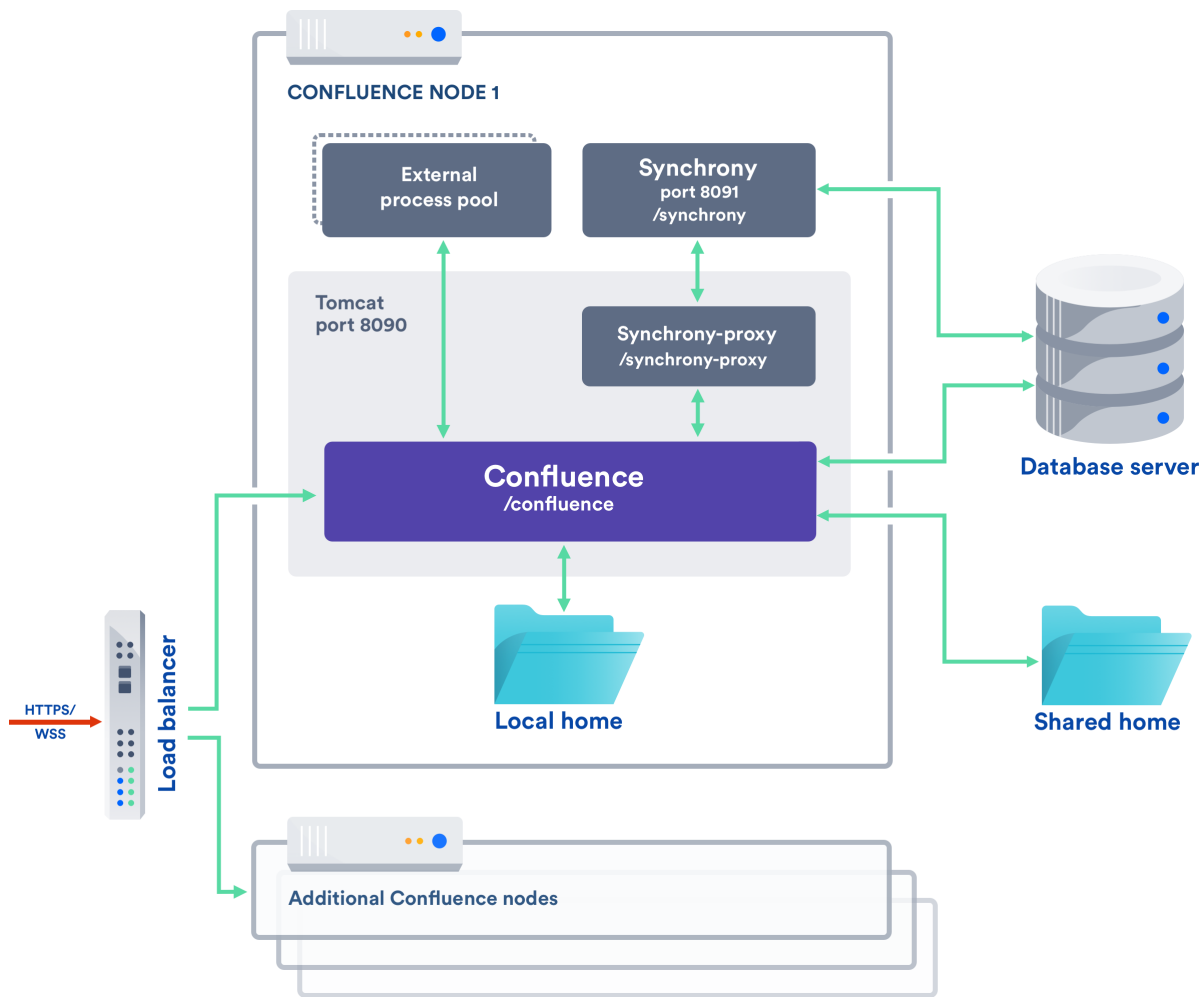 CONFLUENCE NODE 1
External
process pool
Synchrony
port 8091
/synchrony
Tomcat
port 8090
Synchrony-proxy
/synchrony-proxy
Confluence
/confluence
Database server
Local home
Shared home
HTTPS/
WSS
Load balancer
Additional Confluence nodes